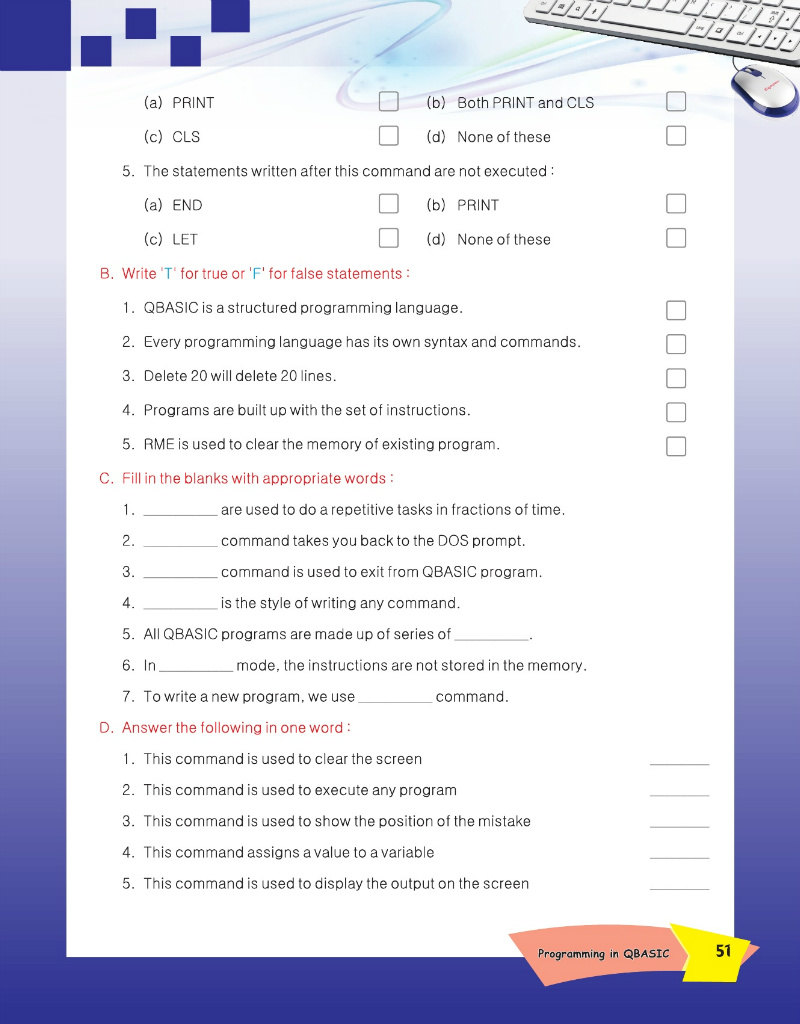 (a) PRINT (b) Both PRINT and CLS
(c) CLS (d) None of these
5. The statements written after this command are not executed :
(a) END (b) PRINT
(c) LET (d) None of these
B. Write 'T' for true or 'F' for false statements :
1. QBASIC is a structured programming language.
2. Every programming language has its own syntax and commands.
3. Delete 20 will delete 20 lines.
4. Programs are built up with the set of instructions.
5. RME is used to clear the memory of existing program.
C. Fill in the blanks with appropriate words :
1. __________ are used to do a repetitive tasks in fractions of time.
2. __________ command takes you back to the DOS prompt.
3. __________ command is used to exit from QBASIC program.
4. __________ is the style of writing any command.
5. All QBASIC programs are made up of series of __________.
6. In __________ mode, the instructions are not stored in the memory.
7. To write a new program, we use __________ command.
D. Answer the following in one word :
1. This command is used to clear the screen ________
2. This command is used to execute any program ________
3. This command is used to show the position of the mistake ________
4. This command assigns a value to a variable ________
5. This command is used to display the output on the screen ________
Programming in QBASIC 51